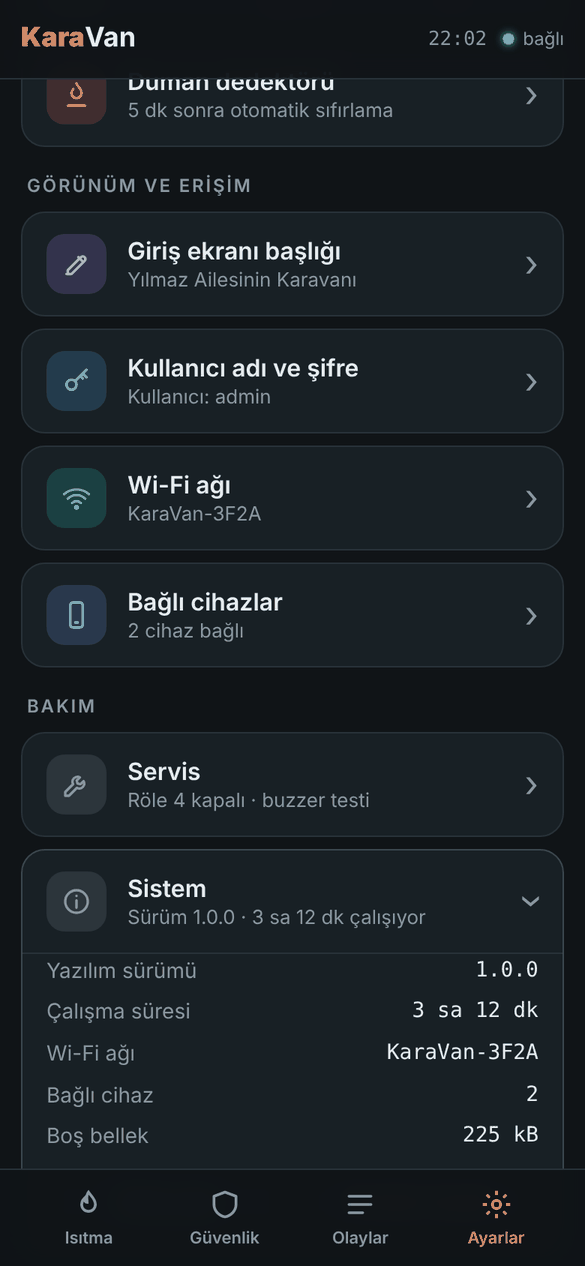 KaraVan
22:02 bağlı
Duman dedektörü
5 dk sonra otomatik sıfırlama
GÖRÜNÜM VE ERİŞİM
Giriş ekranı başlığı
Yılmaz Ailesinin Karavanı
Kullanıcı adı ve şifre
Kullanıcı: admin
Wi-Fi ağı
KaraVan-3F2A
Bağlı cihazlar
2 cihaz bağlı
BAKIM
Servis
Röle 4 kapalı · buzzer testi
Sistem
Sürüm 1.0.0 · 3 sa 12 dk çalışıyor
Yazılım sürümü 1.0.0
Çalışma süresi 3 sa 12 dk
Wi-Fi ağı KaraVan-3F2A
Bağlı cihaz 2
Boş bellek 225 kB
Isıtma Güvenlik Olaylar Ayarlar